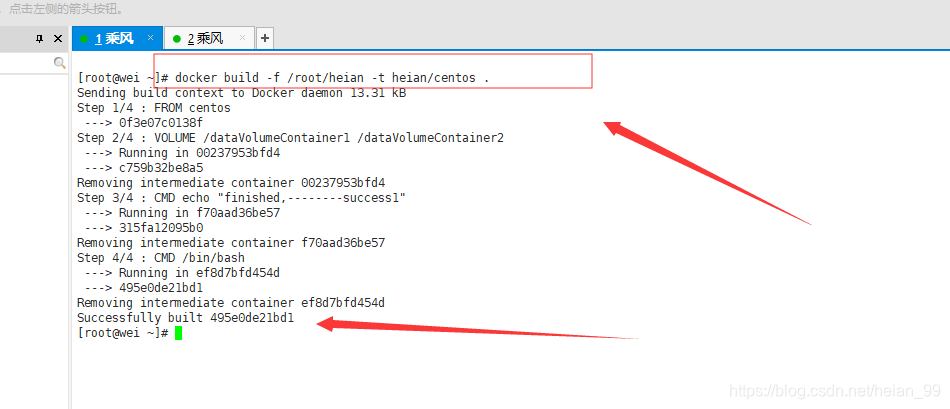 点击左侧的箭头按钮。
1 乘风 × 2 乘风 × +
[root@wei ~]# docker build -f /root/heian -t heian/centos .
Sending build context to Docker daemon 13.31 kB
Step 1/4 : FROM centos
 ---> 0f3e07c0138f
Step 2/4 : VOLUME /dataVolumeContainer1 /dataVolumeContainer2
 ---> Running in 00237953bfd4
 ---> c759b32be8a5
Removing intermediate container 00237953bfd4
Step 3/4 : CMD echo "finished,--------success1"
 ---> Running in f70aad36be57
 ---> 315fa12095b0
Removing intermediate container f70aad36be57
Step 4/4 : CMD /bin/bash
 ---> Running in ef8d7bfd454d
 ---> 495e0de21bd1
Removing intermediate container ef8d7bfd454d
Successfully built 495e0de21bd1
[root@wei ~]#
https://blog.csdn.net/heian_99